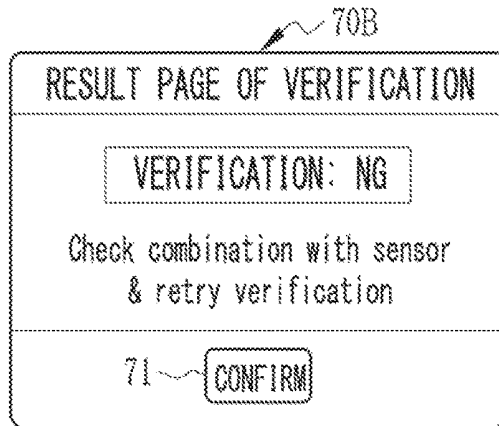 70B
RESULT PAGE OF VERIFICATION
VERIFICATION: NG
Check combination with sensor
& retry verification
71 CONFIRM